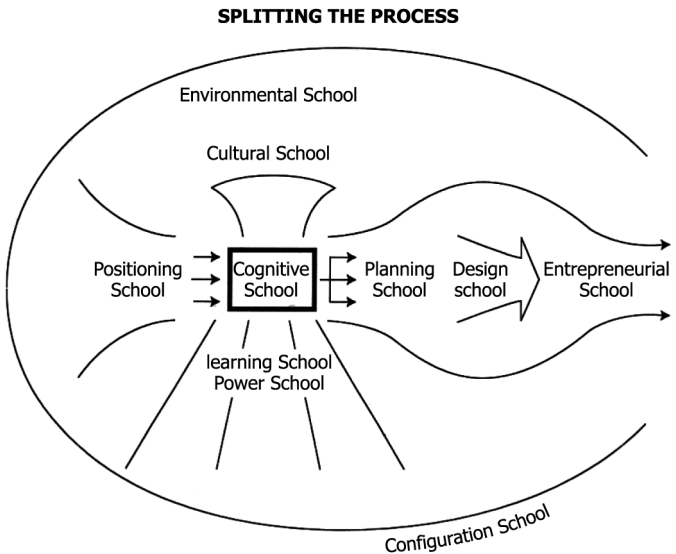 SPLITTING THE PROCESS
Environmental School
Cultural School
Positioning
School
Cognitive
School
Planning
School
Design
school
Entrepreneurial
School
learning School
Power School
Configuration School